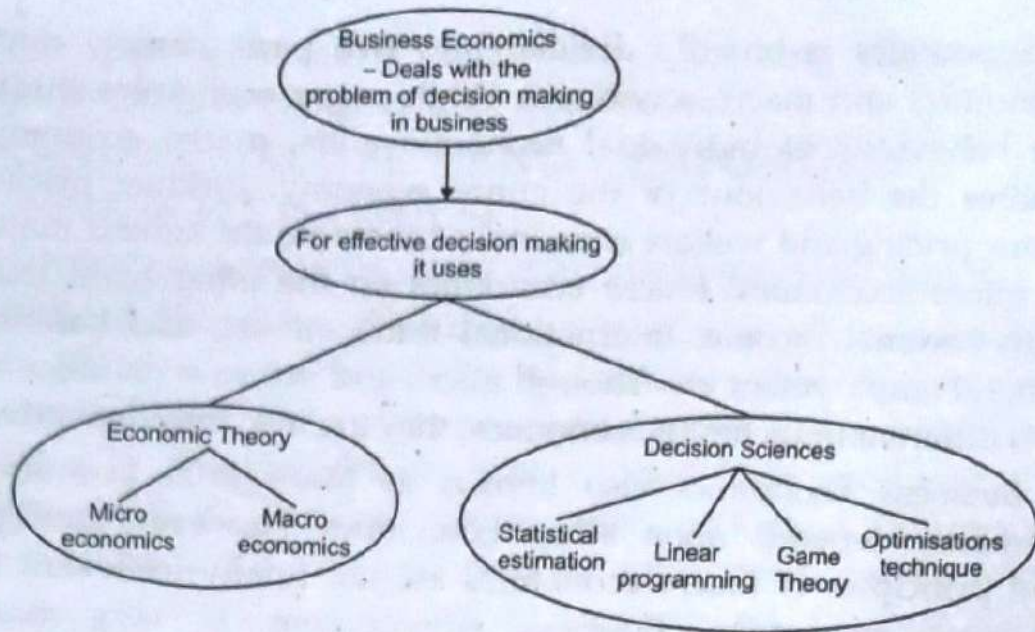 Business Economics
– Deals with the
problem of decision making
in business
For effective decision making
it uses
Economic Theory
Micro
economics
Macro
economics
Decision Sciences
Statistical
estimation
Linear
programming
Game
Theory
Optimisation
technique